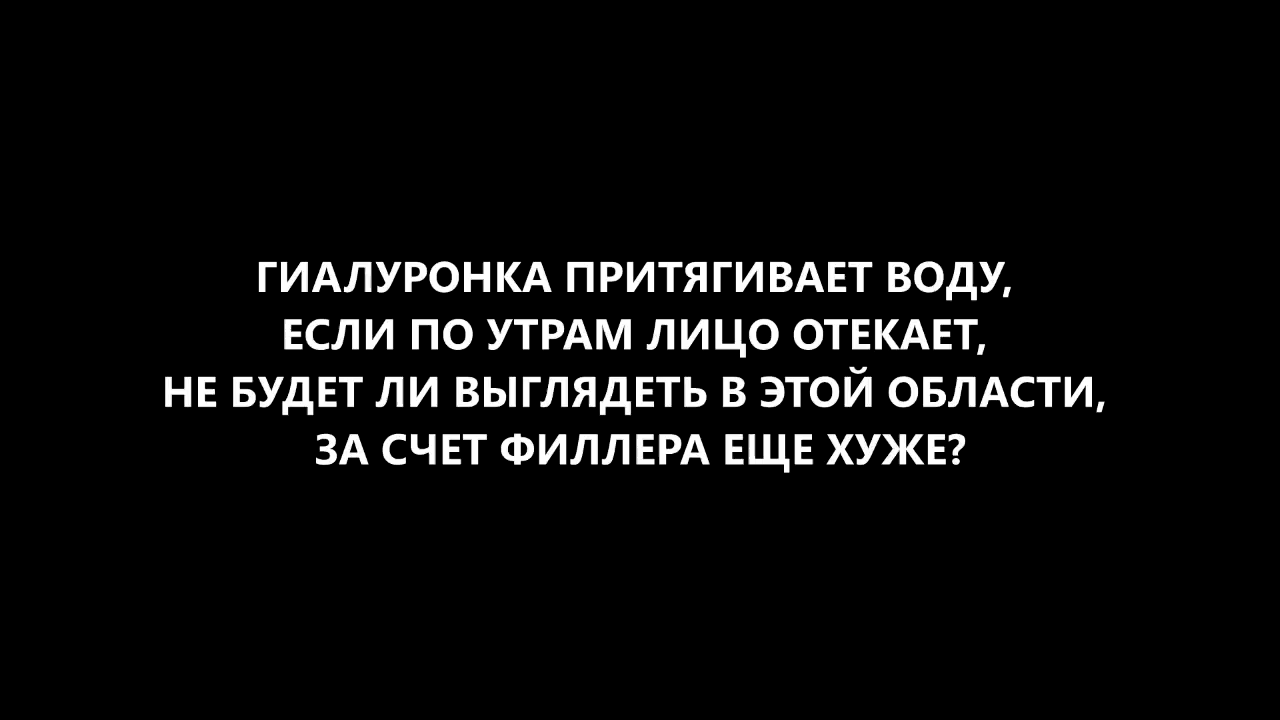 ГИАЛУРОНКА ПРИТЯГИВАЕТ ВОДУ,
ЕСЛИ ПО УТРАМ ЛИЦО ОТЕКАЕТ,
НЕ БУДЕТ ЛИ ВЫГЛЯДЕТЬ В ЭТОЙ ОБЛАСТИ,
ЗА СЧЕТ ФИЛЛЕРА ЕЩЕ ХУЖЕ?